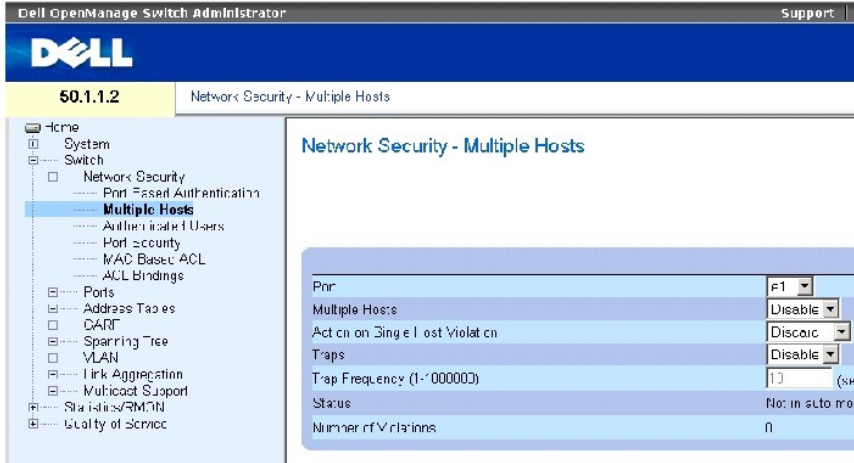 Dell OpenManage Switch Administrator
Support
DELL
50.1.1.2
Network Security - Multiple Hosts
Home
System
Switch
Network Security
Port Based Authentication
Multiple Hosts
Authenticated Users
Port Security
MAC Based ACL
ACL Bindings
Ports
Address Tables
GARP
Spanning Tree
VLAN
Link Aggregation
Multicast Support
Statistics/RMON
Quality of Service
Network Security - Multiple Hosts
Port e1
Multiple Hosts Disable
Action on Single Host Violation Discard
Traps Disable
Trap Frequency (1-1000000) 10 (se
Status Not in auto mo
Number of Violations 0